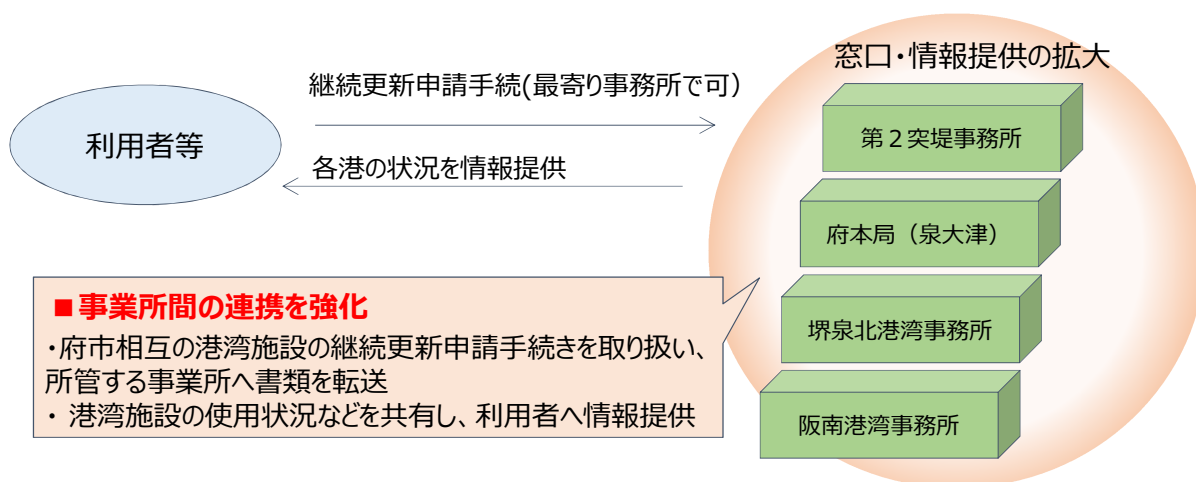 窓口・情報提供の拡大
継続更新申請手続(最寄り事務所で可)
利用者等
各港の状況を情報提供
第２突堤事務所
府本局（泉大津）
堺泉北港湾事務所
阪南港湾事務所
■事業所間の連携を強化
・府市相互の港湾施設の継続更新申請手続きを取り扱い、
所管する事業所へ書類を転送
・ 港湾施設の使用状況などを共有し、利用者へ情報提供